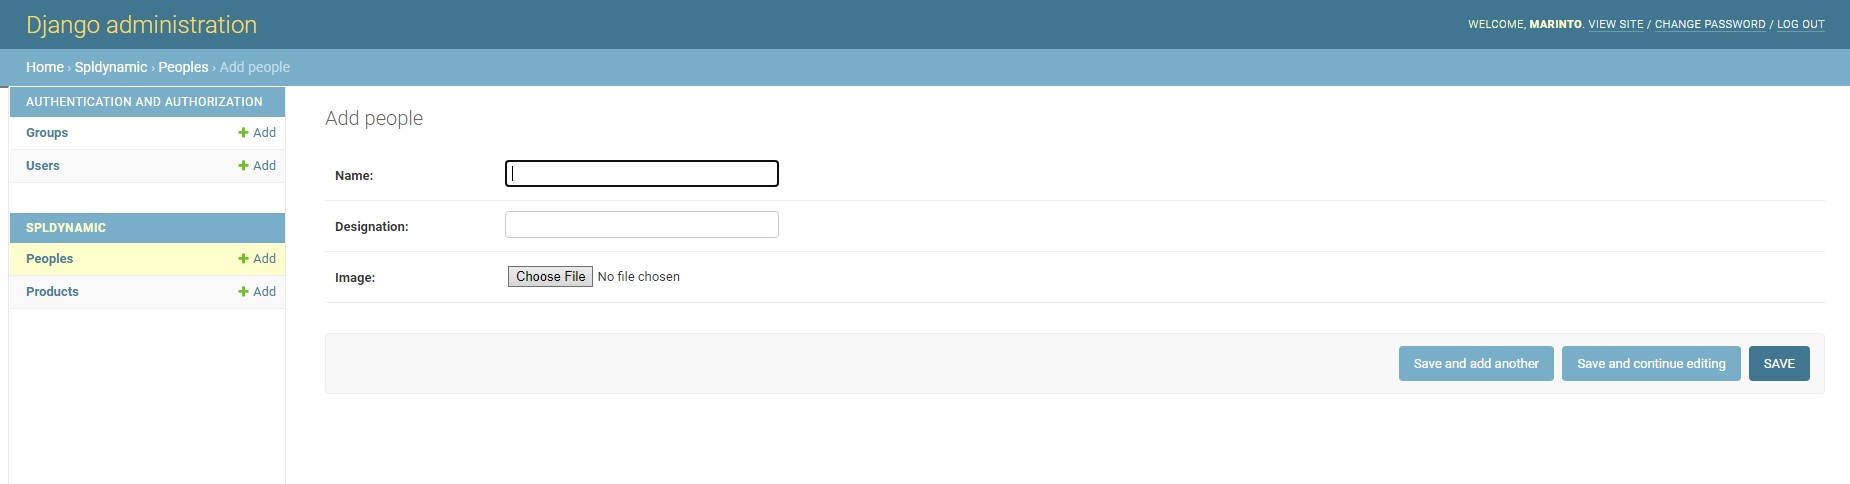 Django administration
WELCOME, MARINTO. VIEW SITE / CHANGE PASSWORD / LOG OUT
Home › Spldynamic › Peoples › Add people
AUTHENTICATION AND AUTHORIZATION
Groups + Add
Users + Add
SPLDYNAMIC
Peoples + Add
Products + Add
Add people
Name:
Designation:
Image: Choose File No file chosen
Save and add another Save and continue editing SAVE